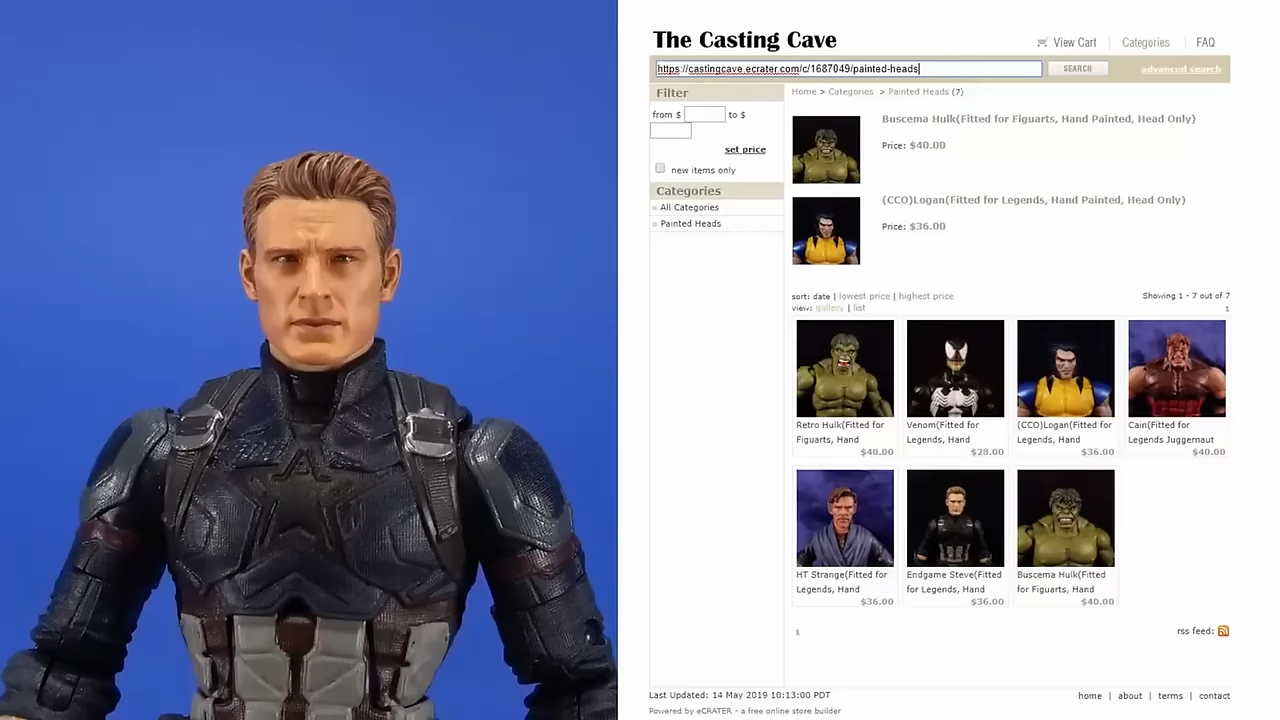 The Casting Cave
View Cart
Categories
FAQ
https://castingcave.ecrater.com/c/1687049/painted-heads
SEARCH
advanced search
Filter
from $ to $
set price
new items only
Categories
All Categories
Painted Heads
Home > Categories > Painted Heads (7)
Buscema Hulk(Fitted for Figuarts, Hand Painted, Head Only)
Price: $40.00
(CCO)Logan(Fitted for Legends, Hand Painted, Head Only)
Price: $36.00
sort: date | lowest price | highest price
Showing 1 - 7 out of 7
view: gallery | list
1
Retro Hulk(Fitted for
Figuarts, Hand
$40.00
Venom(Fitted for
Legends, Hand
$28.00
(CCO)Logan(Fitted for
Legends, Hand
$36.00
Cain(Fitted for
Legends Juggernaut
$40.00
HT Strange(Fitted for
Legends, Hand
$36.00
Endgame Steve(Fitted
for Legends, Hand
$36.00
Buscema Hulk(Fitted
for Figuarts, Hand
$40.00
1
rss feed:
Last Updated: 14 May 2019 10:13:00 PDT
home | about | terms | contact
Powered by eCRATER - a free online store builder